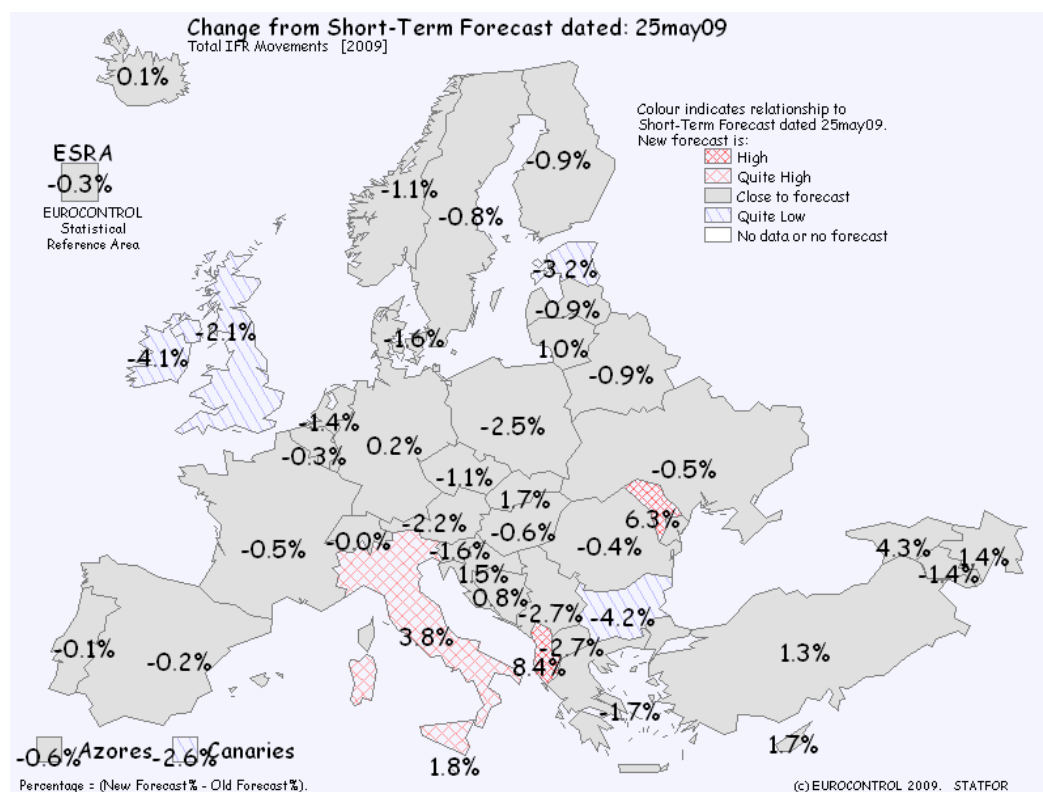 Change from Short-Term Forecast dated: 25may09
Total IFR Movements [2009]
0.1%
Colour indicates relationship to
Short-Term Forecast dated 25may09.
New forecast is:
High
Quite High
Close to forecast
Quite Low
No data or no forecast
ESRA
-0.3%
EUROCONTROL
Statistical
Reference Area
-0.9%
-1.1%
-0.8%
-3.2%
-0.9%
-2.1%
-1.6%
1.0%
-4.1%
-0.9%
-1.4%
-2.5%
0.2%
-0.3%
-0.5%
-1.1%
1.7%
6.3%
-2.2%
-0.6%
-0.0%
-0.5%
-1.6%
-0.4%
4.3%
1.4%
-1.4%
1.5%
0.8%
-2.7%
-4.2%
3.8%
-2.7%
-0.1%
-0.2%
8.4%
1.3%
-1.7%
1.7%
-0.6% Azores -2.6% Canaries
1.8%
Percentage = (New Forecast% - Old Forecast%).
(c) EUROCONTROL 2009. STATFOR